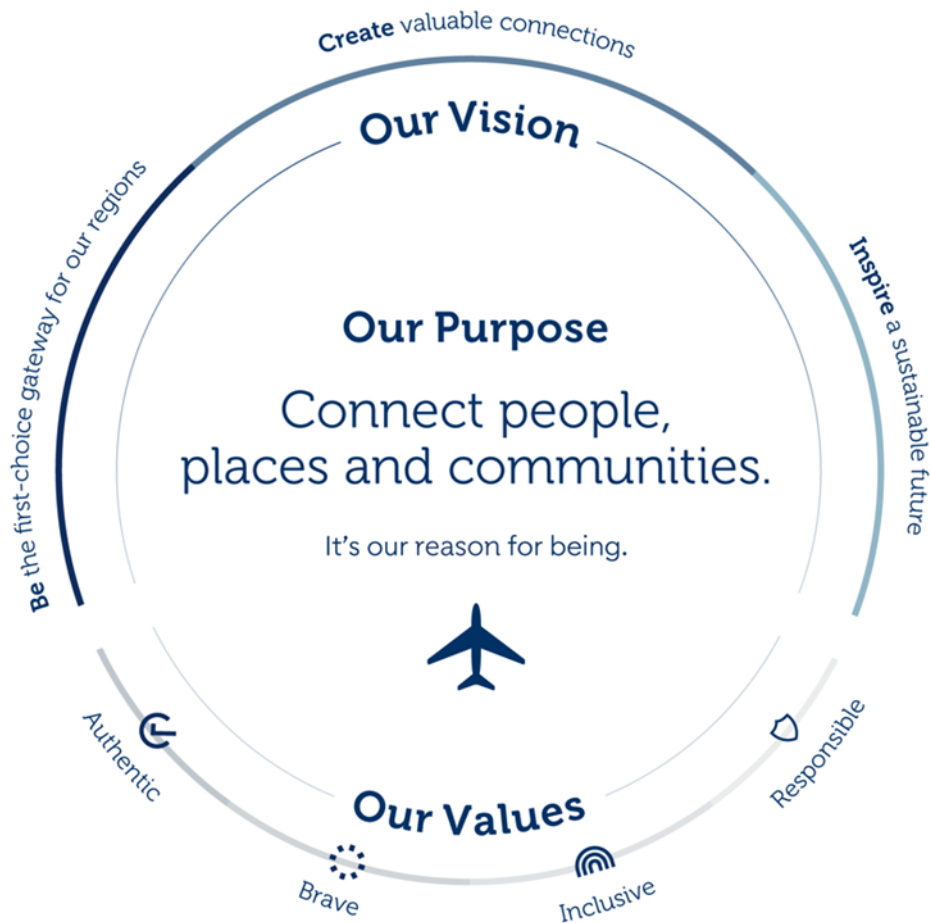 Create valuable connections
Our Vision
Be the first-choice gateway for our regions
Inspire a sustainable future
Our Purpose
Connect people,
places and communities.
It's our reason for being.
Authentic
Responsible
Our Values
Brave
Inclusive